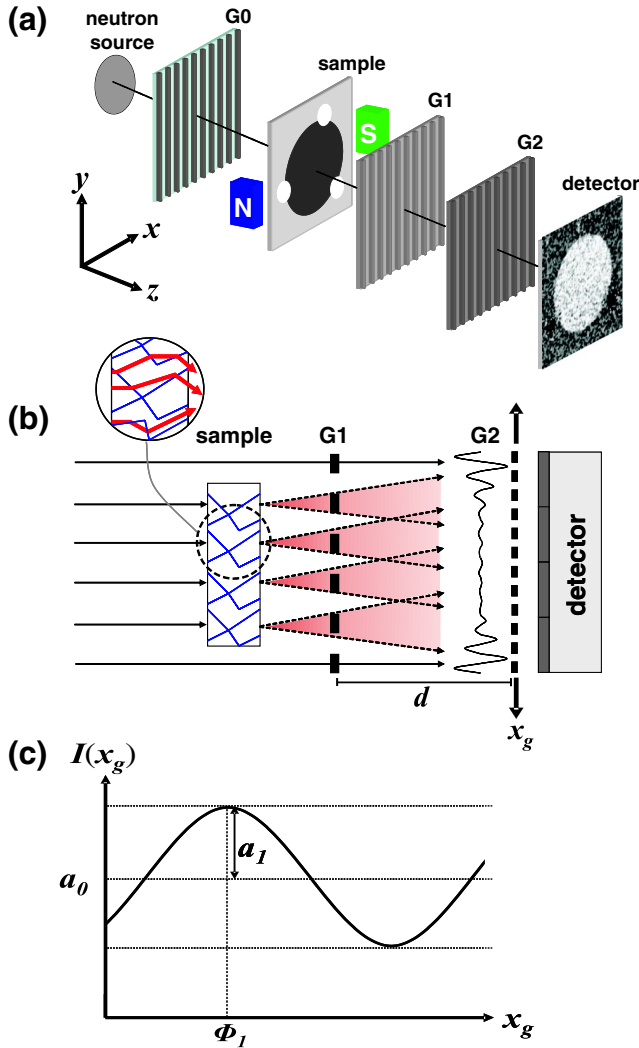 (a)
neutron
source
G0
sample
G1
G2
detector
N
S
y
x
z
(b)
sample
G1
G2
detector
d
x_g
(c)
I(x_g)
a_1
a_0
Φ_1
x_g